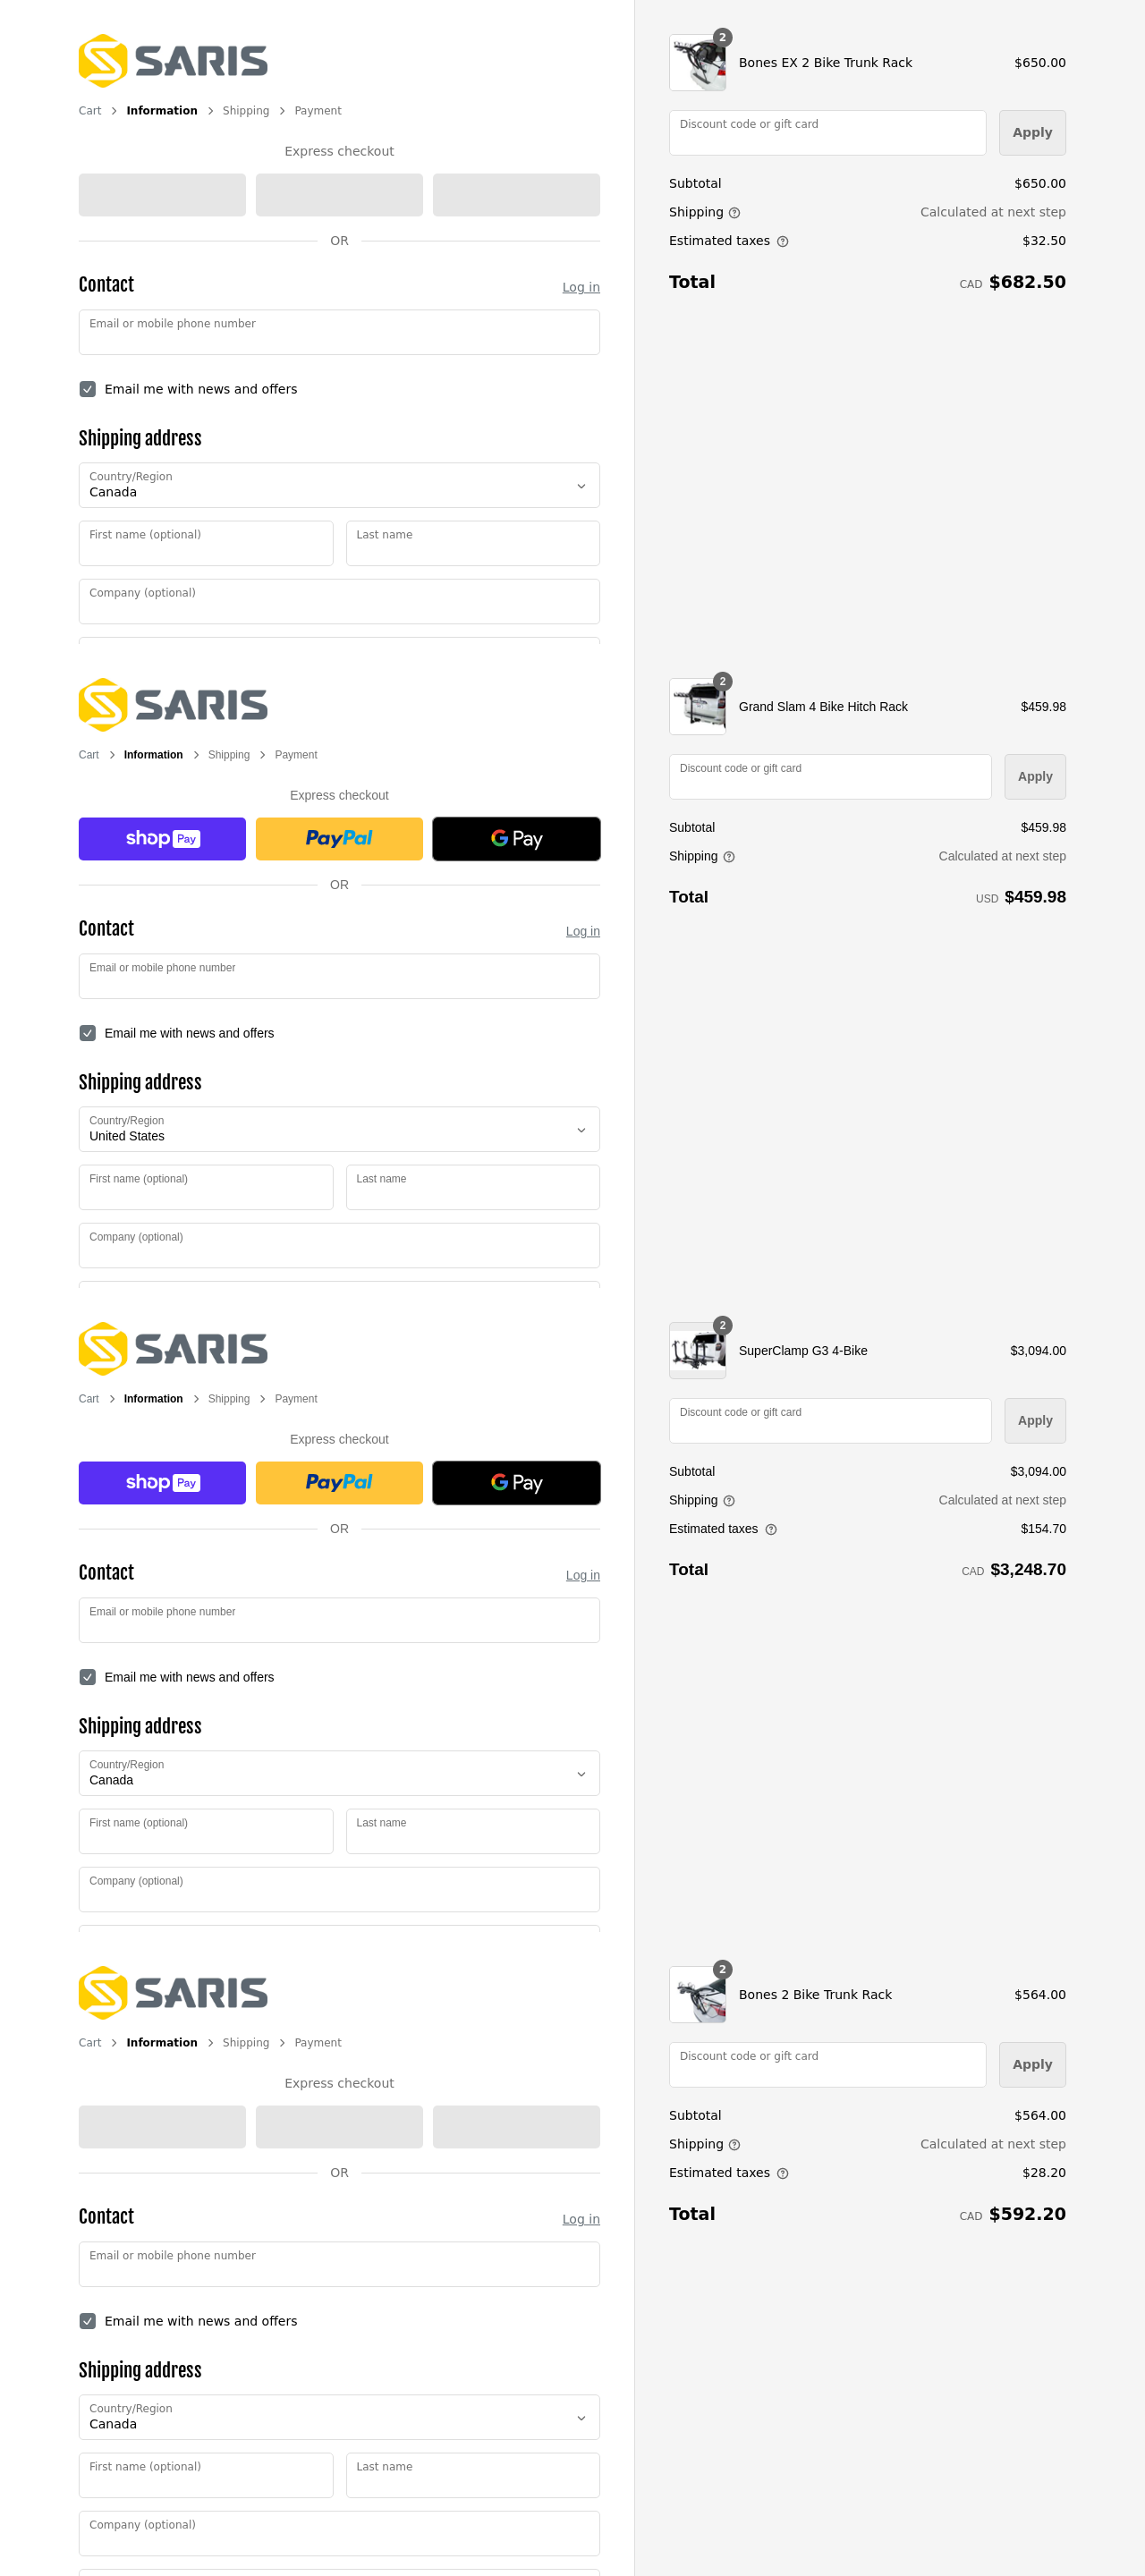 SARIS
Cart > Information > Shipping > Payment
Express checkout
OR
Contact
Log in
Email or mobile phone number
Email me with news and offers
Shipping address
Country/Region
Canada
First name (optional)
Last name
Company (optional)
2
Bones EX 2 Bike Trunk Rack $650.00
Discount code or gift card
Apply
Subtotal $650.00
Shipping Calculated at next step
Estimated taxes $32.50
Total CAD $682.50
SARIS
Cart > Information > Shipping > Payment
Express checkout
shop Pay
PayPal
G Pay
OR
Contact
Log in
Email or mobile phone number
Email me with news and offers
Shipping address
Country/Region
United States
First name (optional)
Last name
Company (optional)
2
Grand Slam 4 Bike Hitch Rack $459.98
Discount code or gift card
Apply
Subtotal $459.98
Shipping Calculated at next step
Total USD $459.98
SARIS
Cart > Information > Shipping > Payment
Express checkout
shop Pay
PayPal
G Pay
OR
Contact
Log in
Email or mobile phone number
Email me with news and offers
Shipping address
Country/Region
Canada
First name (optional)
Last name
Company (optional)
2
SuperClamp G3 4-Bike $3,094.00
Discount code or gift card
Apply
Subtotal $3,094.00
Shipping Calculated at next step
Estimated taxes $154.70
Total CAD $3,248.70
SARIS
Cart > Information > Shipping > Payment
Express checkout
OR
Contact
Log in
Email or mobile phone number
Email me with news and offers
Shipping address
Country/Region
Canada
First name (optional)
Last name
Company (optional)
2
Bones 2 Bike Trunk Rack $564.00
Discount code or gift card
Apply
Subtotal $564.00
Shipping Calculated at next step
Estimated taxes $28.20
Total CAD $592.20